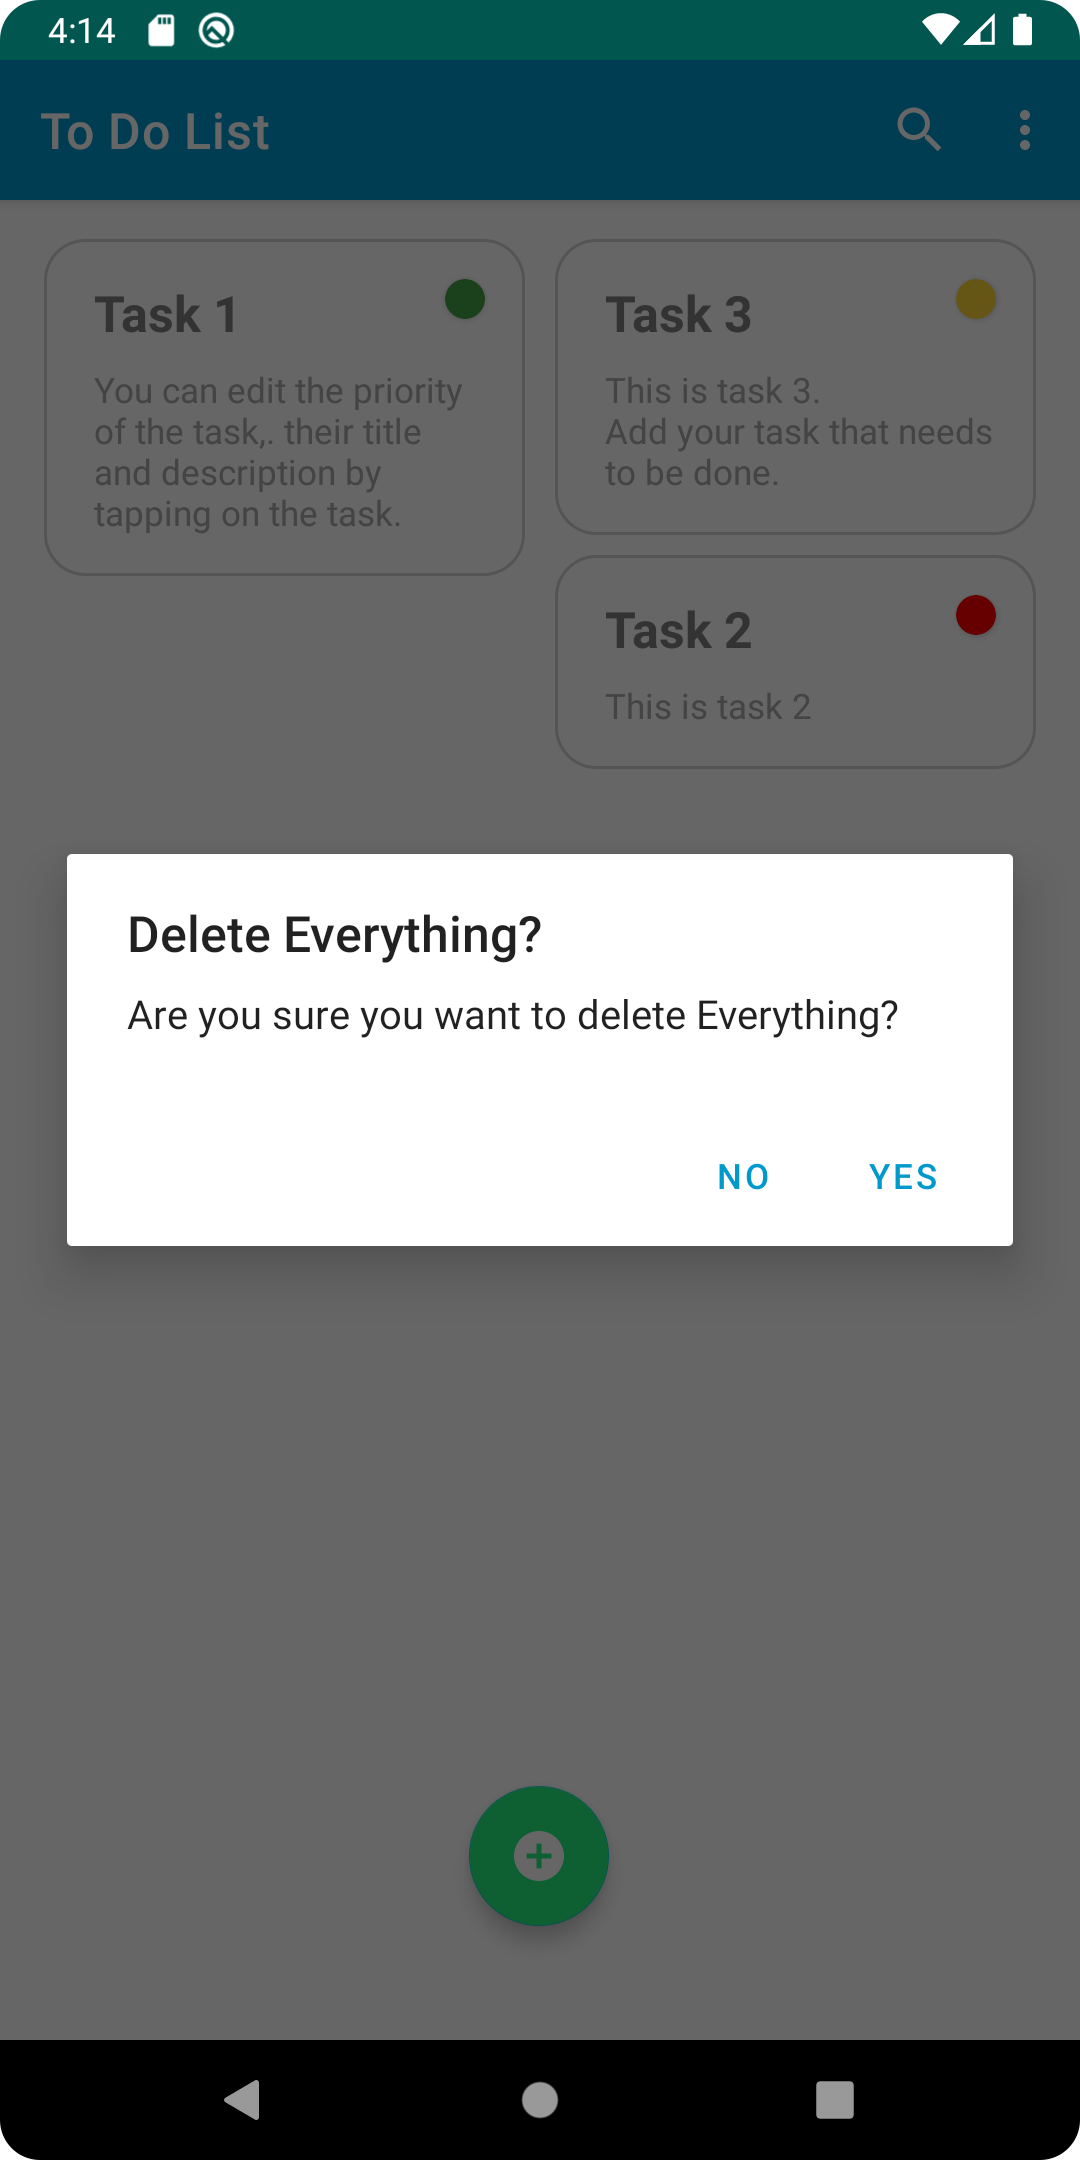 4:14
To Do List
Task 1
You can edit the priority
of the task,. their title
and description by
tapping on the task.
Task 3
This is task 3.
Add your task that needs
to be done.
Task 2
This is task 2
Delete Everything?
Are you sure you want to delete Everything?
NO
YES